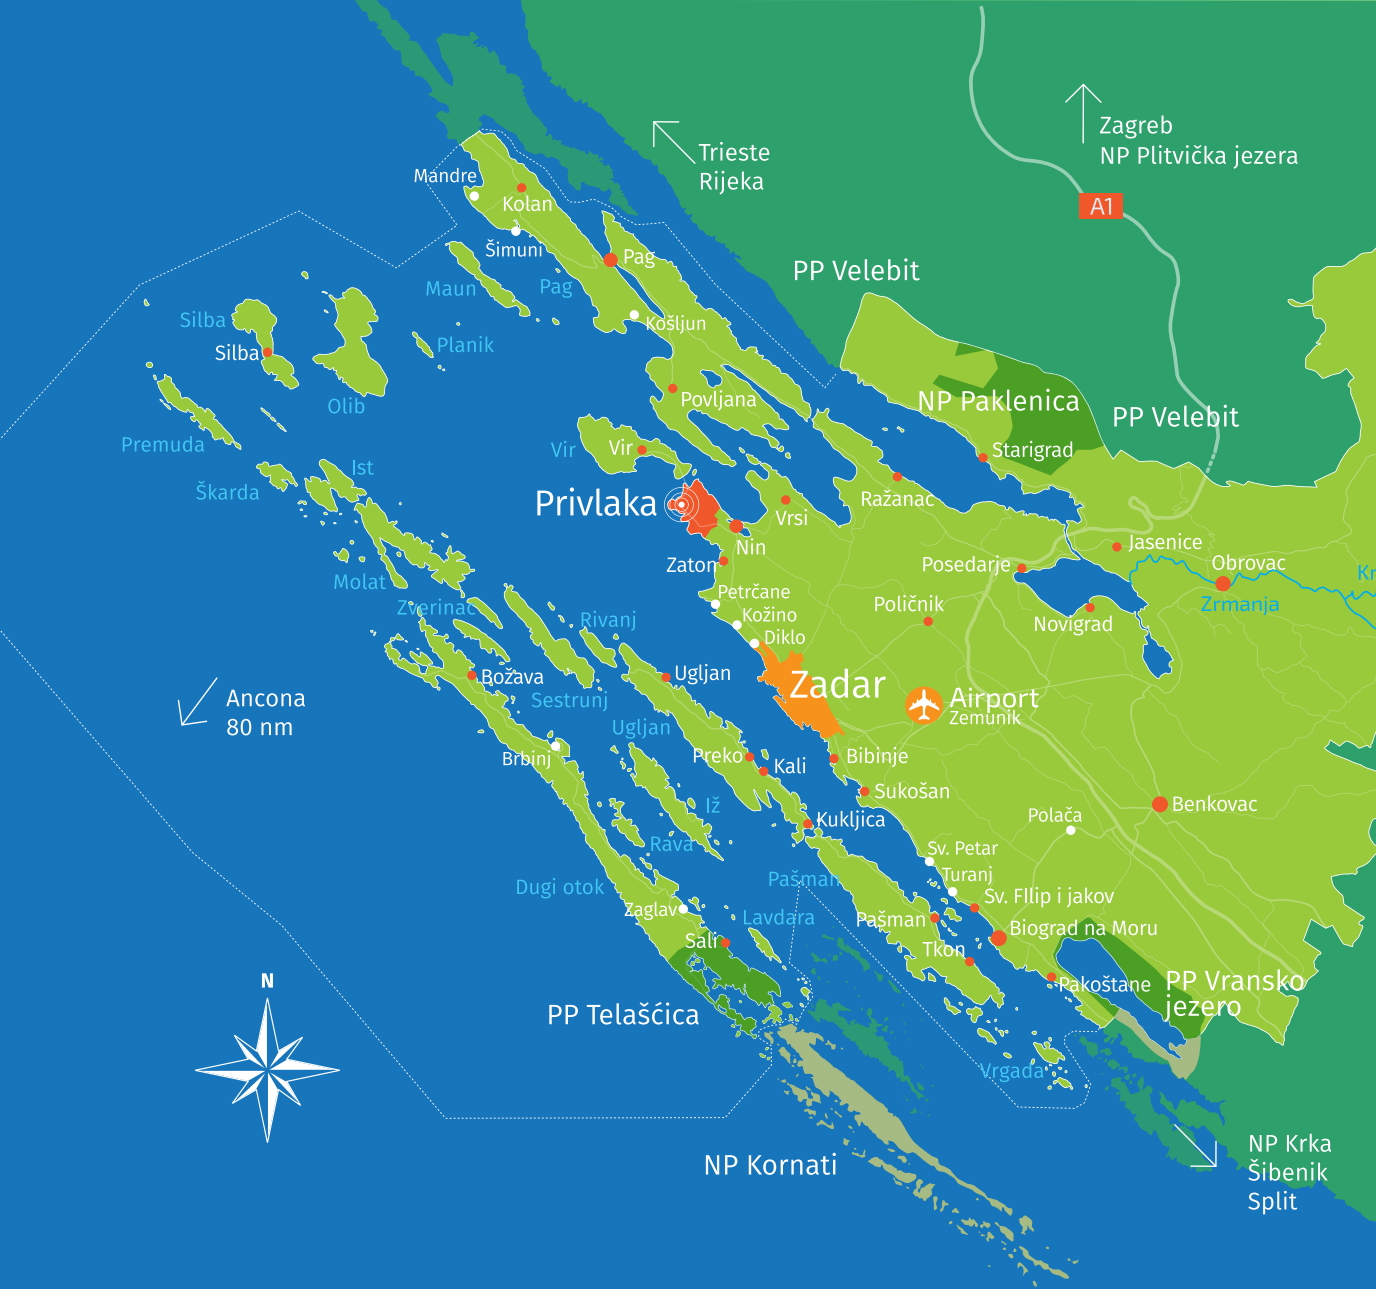 Trieste
Rijeka
Zagreb
NP Plitvička jezera
A1
Mandre
Kolan
Šimuni
Pag
Pag
Maun
Košljun
PP Velebit
Silba
Silba
Planik
Olib
Povljana
NP Paklenica
PP Velebit
Premuda
Vir
Vir
Starigrad
Ist
Škarda
Privlaka
Ražanac
Vrsi
Nin
Jasenice
Zaton
Posedarje
Obrovac
Kr
Molat
Petrčane
Zrmanja
Zverinac
Rivanj
Kožino
Poličnik
Novigrad
Diklo
Božava
Ugljan
Zadar
Airport
Zemunik
Ancona
80 nm
Sestrunj
Ugljan
Brbinj
Preko
Kali
Bibinje
Sukošan
Iž
Benkovac
Kukljica
Polača
Rava
Sv. Petar
Turanj
Dugi otok
Pašman
Sv. FIlip i jakov
Zaglav
Lavdara
Pašman
Biograd na Moru
Sali
Tkon
Pakoštane
PP Vransko
jezero
N
PP Telašćica
Vrgada
NP Kornati
NP Krka
Šibenik
Split